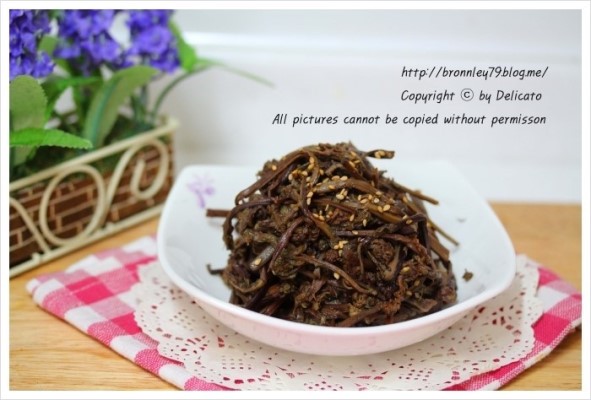 http://bronnley79.blog.me/
Copyright ⓒ by Delicato
All pictures cannot be copied without permisson